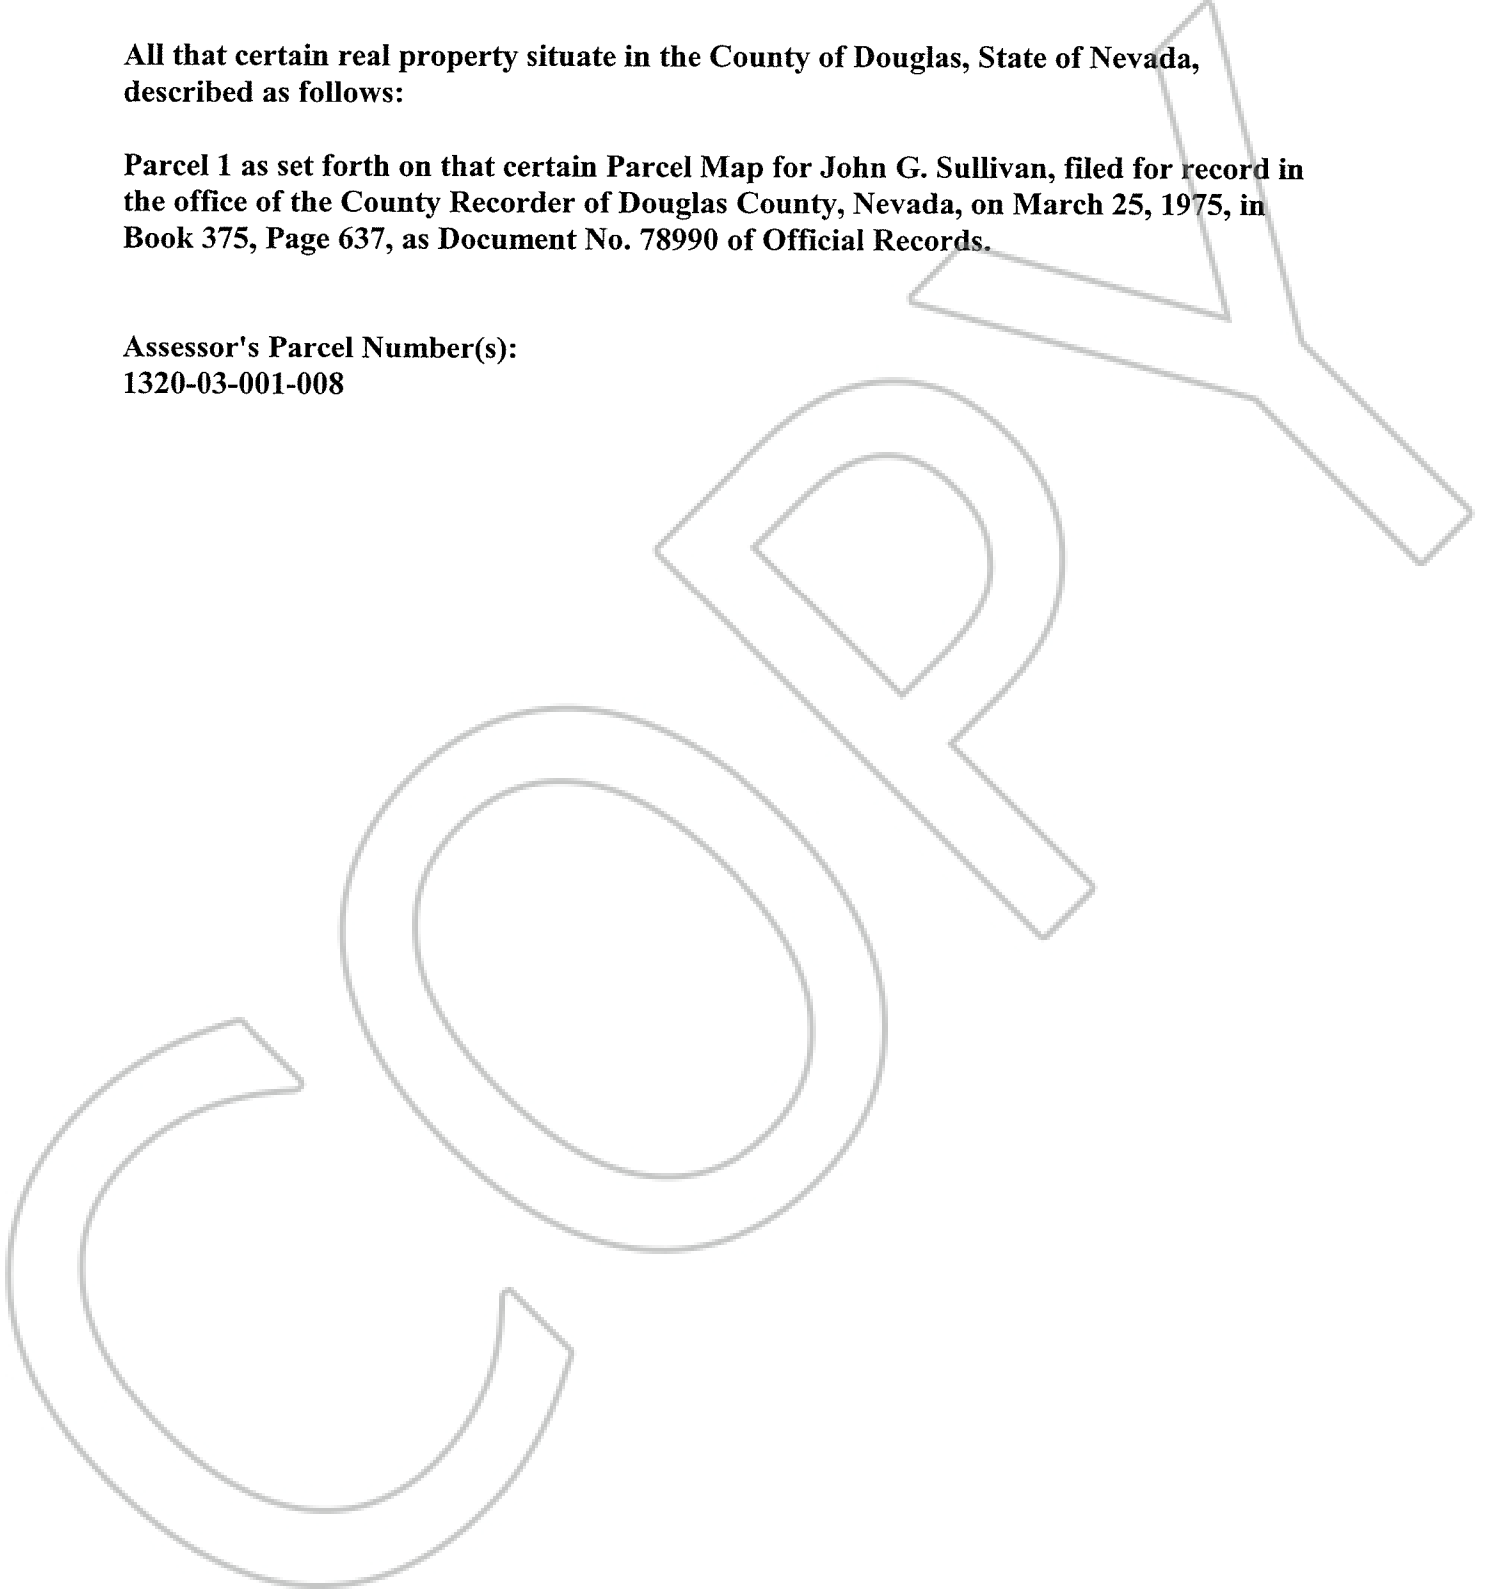 All that certain real property situate in the County of Douglas, State of Nevada,
described as follows:
Parcel 1 as set forth on that certain Parcel Map for John G. Sullivan, filed for record in
the office of the County Recorder of Douglas County, Nevada, on March 25, 1975, in
Book 375, Page 637, as Document No. 78990 of Official Records.
Assessor's Parcel Number(s):
1320-03-001-008
COPY